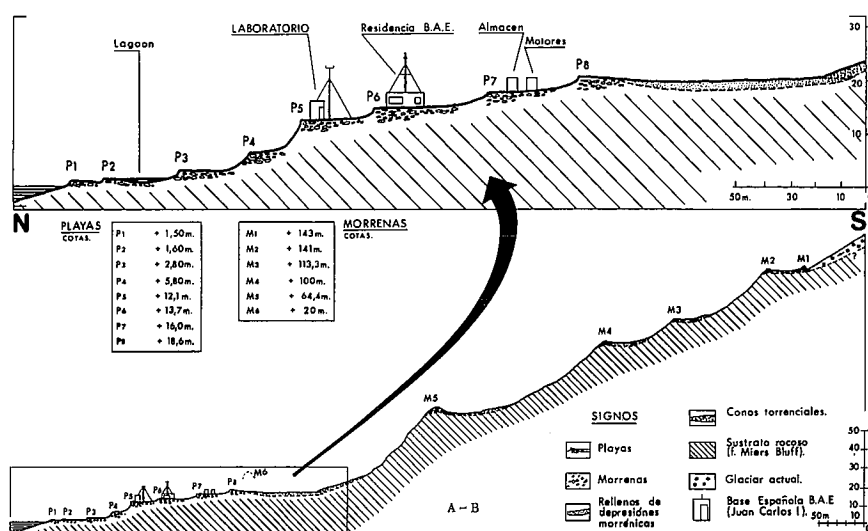 Lagoon
LABORATORIO
Residencia B.A.E.
Almacen
Motores
P1
P2
P3
P4
P5
P6
P7
P8
30
20
10
50 m.
30
10
N
S
PLAYAS
COTAS.
P1 + 1,50m.
P2 + 1,60m.
P3 + 2,80m.
P4 + 5,80m.
P5 + 12,1m.
P6 + 13,7m.
P7 + 16,0m.
P8 + 18,6m.
MORRENAS
COTAS.
M1 + 143m.
M2 + 141m.
M3 + 113,3m.
M4 + 100m.
M5 + 64,4m.
M6 + 20m.
M2
M1
?
M3
M4
M5
M6
P1
P2
P3
P4
P5
P6
P7
P8
A-B
SIGNOS
Playas
Morrenas
Rellenos de
depresiones
morrénicas
Conos torrenciales.
Sustrato rocoso
(f. Miers Bluff).
Glaciar actual.
Base Española B.A.E
(Juan Carlos I).
50
40
30
20
10
50m
10